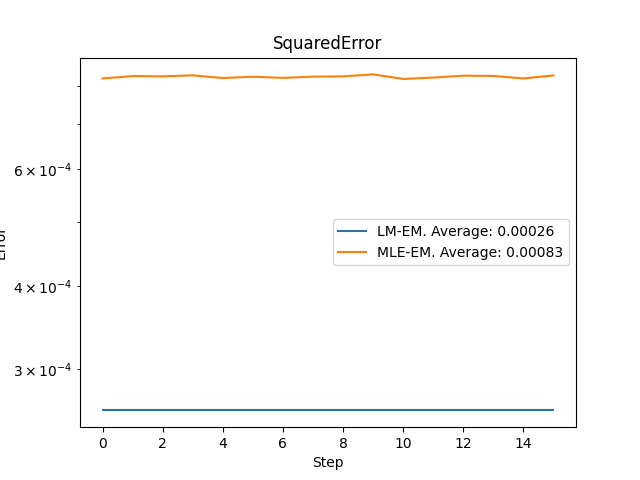 SquaredError
6 × 10⁻⁴
4 × 10⁻⁴
3 × 10⁻⁴
LM-EM. Average: 0.00026
MLE-EM. Average: 0.00083
0 2 4 6 8 10 12 14
Step